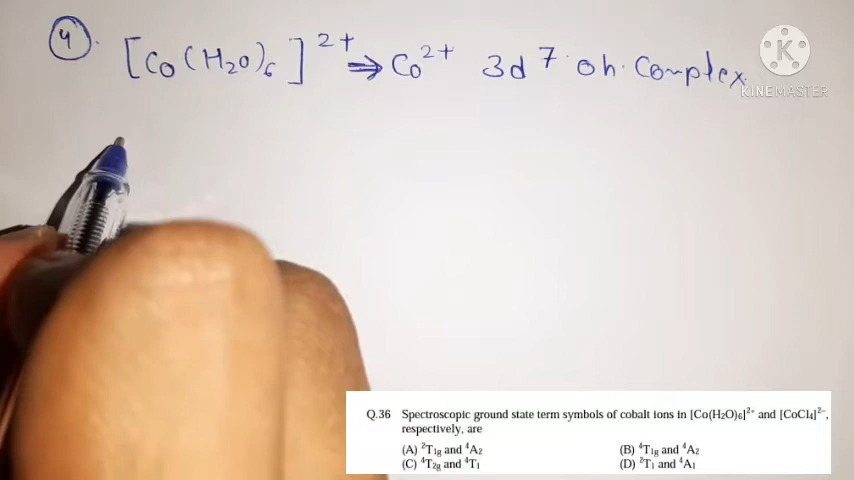 4. [Co(H₂O)₆]²⁺ ⇒ Co²⁺ 3d⁷ oh. Complex.
K
KINEMASTER
Q.36 Spectroscopic ground state term symbols of cobalt ions in [Co(H₂O)₆]²⁺ and [CoCl₄]²⁻,
respectively, are
(A) ²T₁g and ⁴A₂ (B) ⁴T₁g and ⁴A₂
(C) ⁴T₂g and ⁴T₁ (D) ²T₁ and ⁴A₁